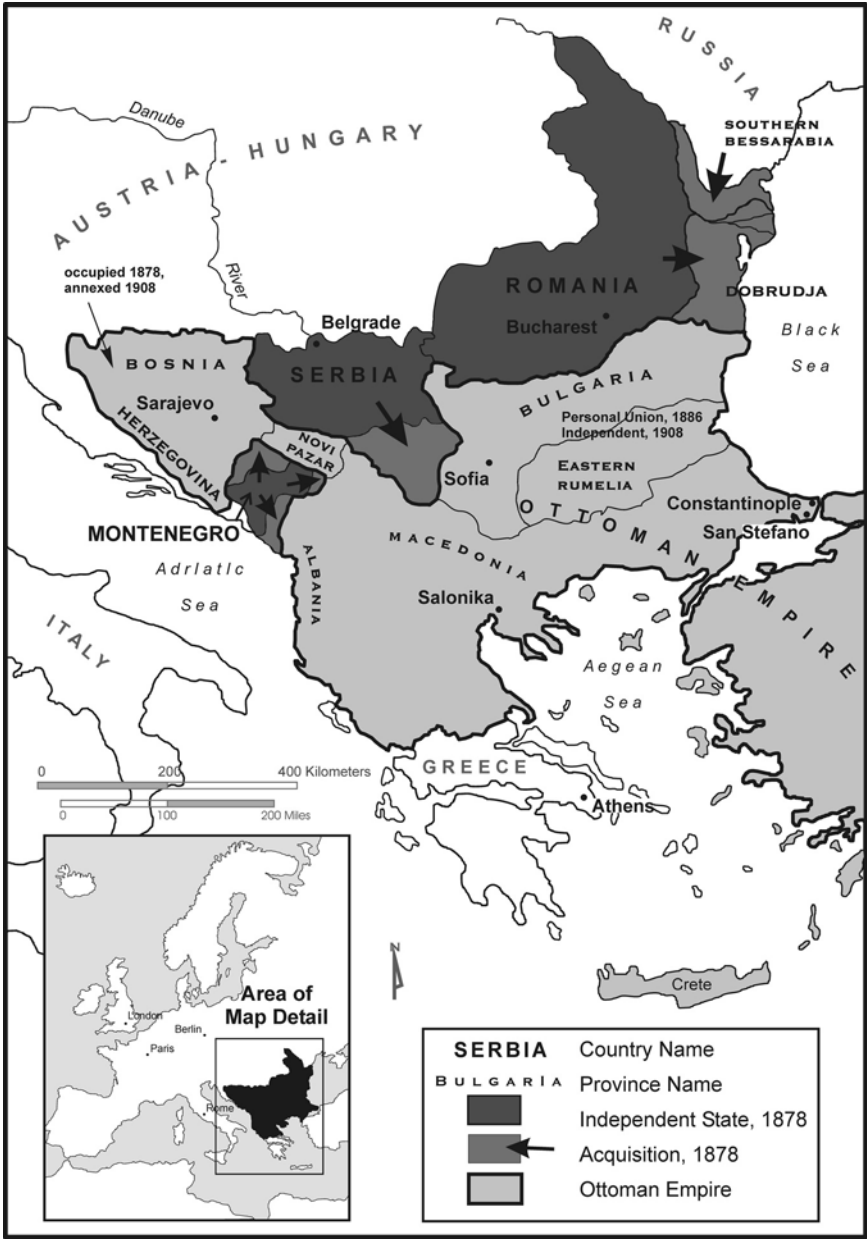 RUSSIA
Danube
AUSTRIA-HUNGARY
SOUTHERN
BESSARABIA
occupied 1878,
annexed 1908
River
ROMANIA
DOBRUDJA
Belgrade
Bucharest
Black
Sea
BOSNIA
SERBIA
BULGARIA
Sarajevo
HERZEGOVINA
NOVI
PAZAR
Personal Union, 1886
Independent, 1908
Sofia
EASTERN
RUMELIA
Constantinople
San Stefano
OTTOMAN EMPIRE
MONTENEGRO
MACEDONIA
Adriatic
Sea
ALBANIA
Salonika
ITALY
Aegean
Sea
0 200 400 Kilometers
0 100 200 Miles
GREECE
Athens
N
Crete
Area of
Map Detail
London
Berlin
Paris
Rome
SERBIA Country Name
BULGARIA Province Name
Independent State, 1878
Acquisition, 1878
Ottoman Empire